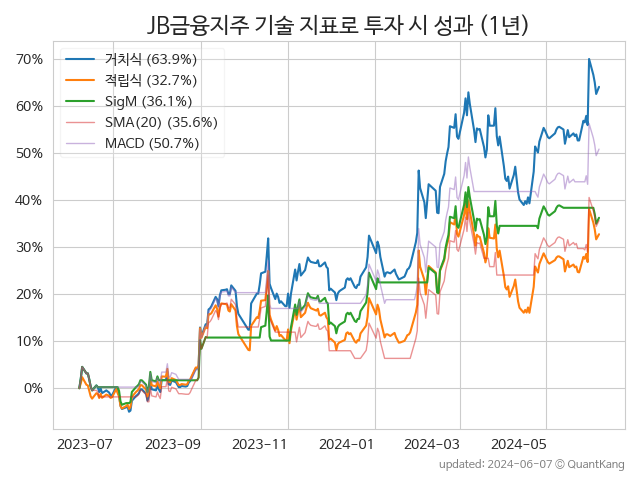 JB금융지주 기술 지표로 투자 시 성과 (1년)
거치식 (63.9%)
적립식 (32.7%)
SigM (36.1%)
SMA(20) (35.6%)
MACD (50.7%)
70%
60%
50%
40%
30%
20%
10%
0%
2023-07 2023-09 2023-11 2024-01 2024-03 2024-05
updated: 2024-06-07 © QuantKang